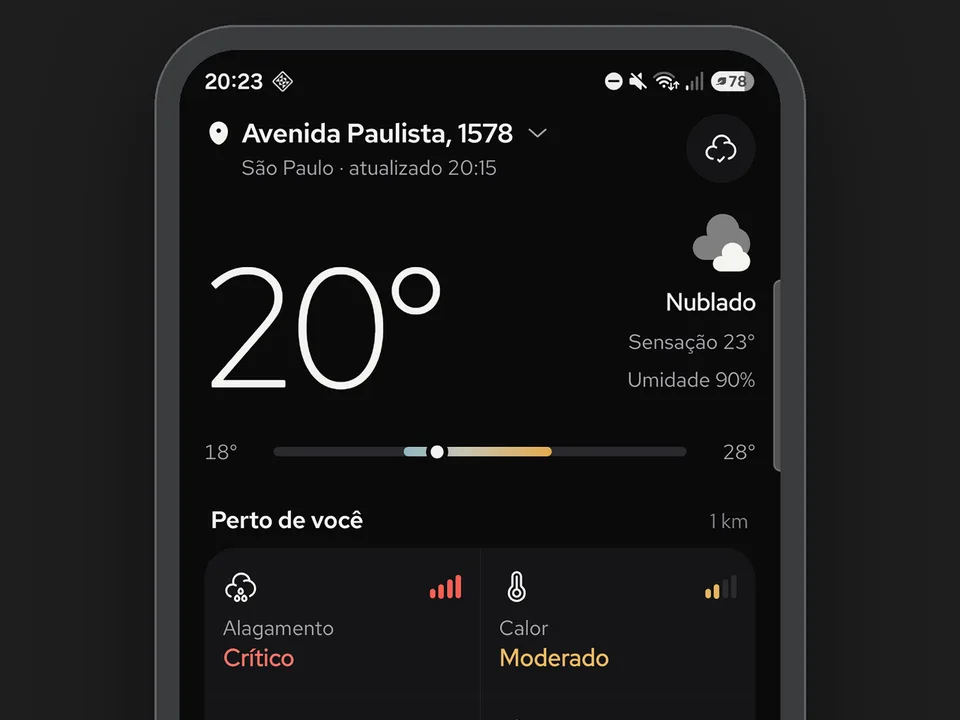 20:23
78
Avenida Paulista, 1578
São Paulo · atualizado 20:15
20°
Nublado
Sensação 23°
Umidade 90%
18°
28°
Perto de você
1 km
Alagamento
Crítico
Calor
Moderado